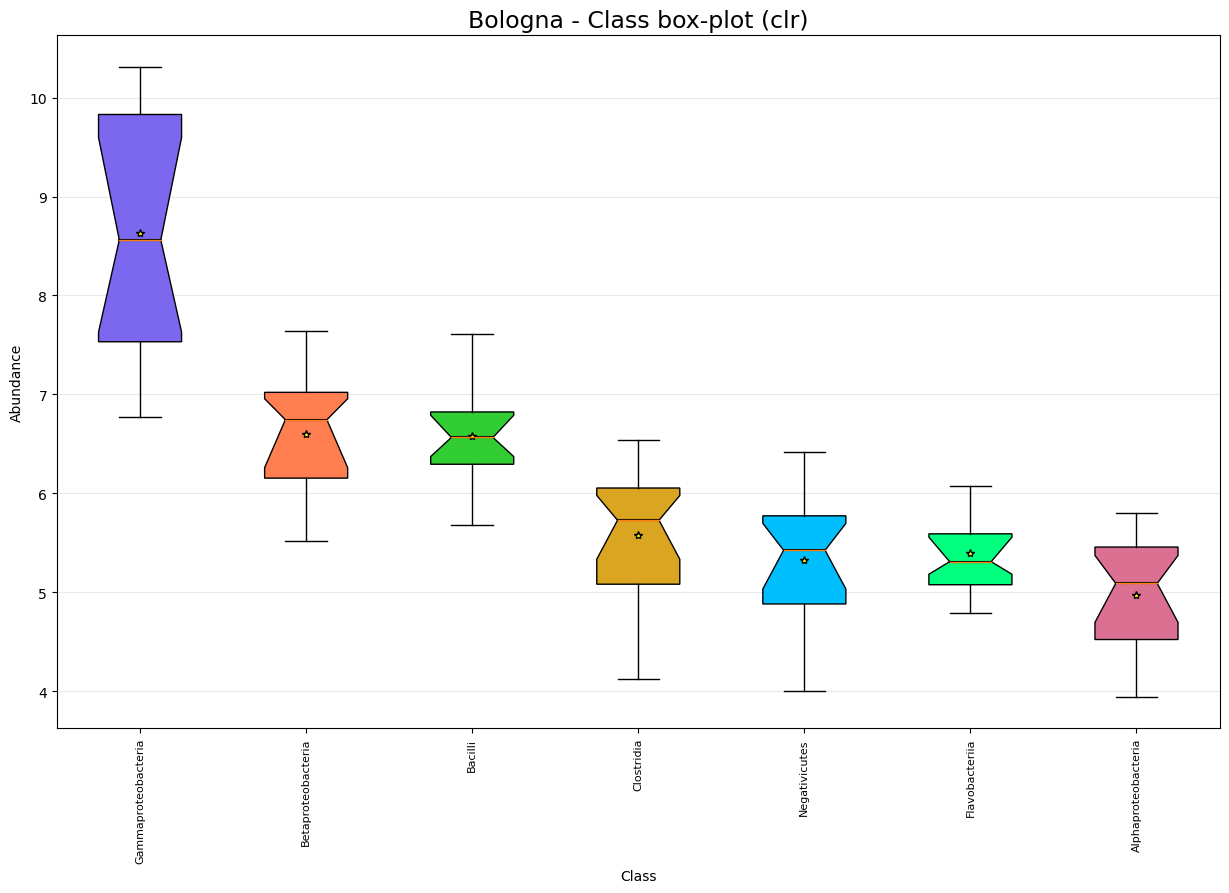 Bologna - Class box-plot (clr)
Abundance
10
9
8
7
6
5
4
Gammaproteobacteria
Betaproteobacteria
Bacilli
Clostridia
Negativicutes
Flavobacteriia
Alphaproteobacteria
Class